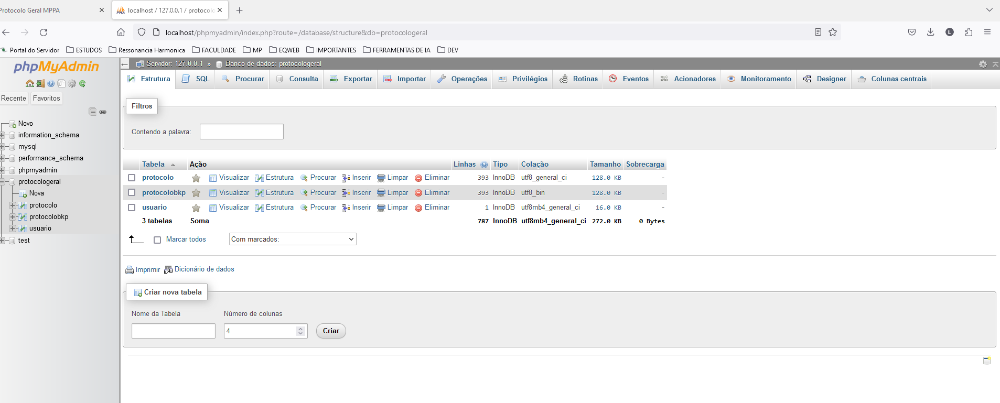 Protocolo Geral MPPA
localhost / 127.0.0.1 / protocolo
localhost/phpmyadmin/index.php?route=/database/structure&db=protocologeral
L
Portal do Servidor ESTUDOS Ressonancia Harmonica FACULDADE MP EQWEB IMPORTANTES FERRAMENTAS DE IA DEV
phpMyAdmin
Recente Favoritos
Novo
information_schema
mysql
performance_schema
phpmyadmin
protocologeral
Nova
protocolo
protocolobkp
usuario
test
Servidor: 127.0.0.1 » Banco de dados: protocologeral
Estrutura SQL Procurar Consulta Exportar Importar Operações Privilégios Rotinas Eventos Acionadores Monitoramento Designer Colunas centrais
Filtros
Contendo a palavra:
Tabela Ação Linhas Tipo Colação Tamanho Sobrecarga
protocolo Visualizar Estrutura Procurar Inserir Limpar Eliminar 393 InnoDB utf8_general_ci 128.0 KB -
protocolobkp Visualizar Estrutura Procurar Inserir Limpar Eliminar 393 InnoDB utf8_bin 128.0 KB -
usuario Visualizar Estrutura Procurar Inserir Limpar Eliminar 1 InnoDB utf8mb4_general_ci 16.0 KB -
3 tabelas Soma 787 InnoDB utf8mb4_general_ci 272.0 KB 0 Bytes
Marcar todos Com marcados:
Imprimir Dicionário de dados
Criar nova tabela
Nome da Tabela Número de colunas
4 Criar